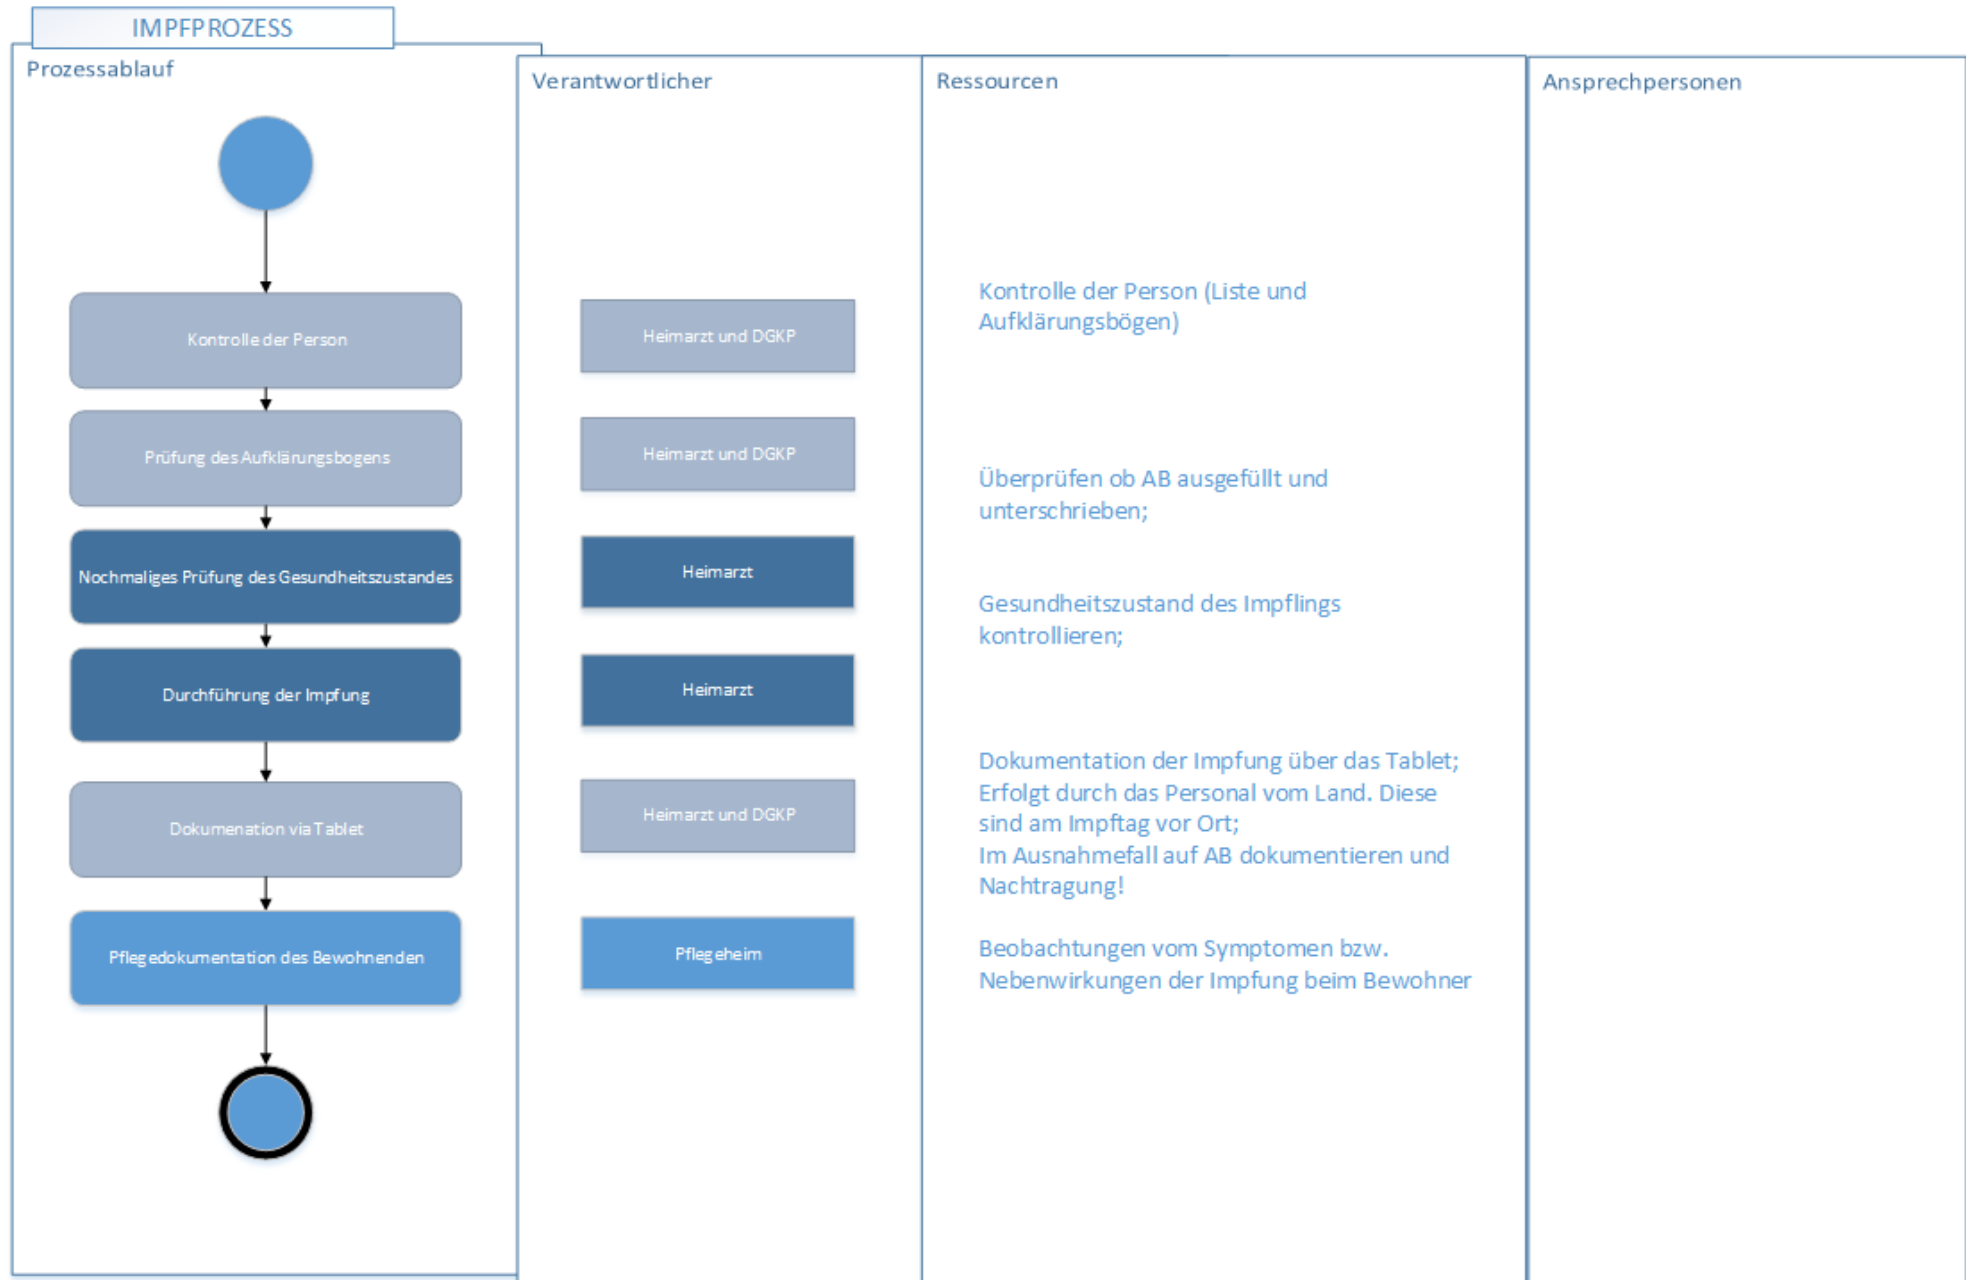 IMPFPROZESS
Prozessablauf
Verantwortlicher
Ressourcen
Ansprechpersonen
Kontrolle der Person
Heimarzt und DGKP
Kontrolle der Person (Liste und
Aufklärungsbögen)
Prüfung des Aufklärungsbogens
Heimarzt und DGKP
Überprüfen ob AB ausgefüllt und
unterschrieben;
Nochmaliges Prüfung des Gesundheitszustandes
Heimarzt
Gesundheitszustand des Impflings
kontrollieren;
Durchführung der Impfung
Heimarzt
Dokumenation via Tablet
Heimarzt und DGKP
Dokumentation der Impfung über das Tablet;
Erfolgt durch das Personal vom Land. Diese
sind am Impftag vor Ort;
Im Ausnahmefall auf AB dokumentieren und
Nachtragung!
Pflegedokumentation des Bewohnenden
Pflegeheim
Beobachtungen vom Symptomen bzw.
Nebenwirkungen der Impfung beim Bewohner